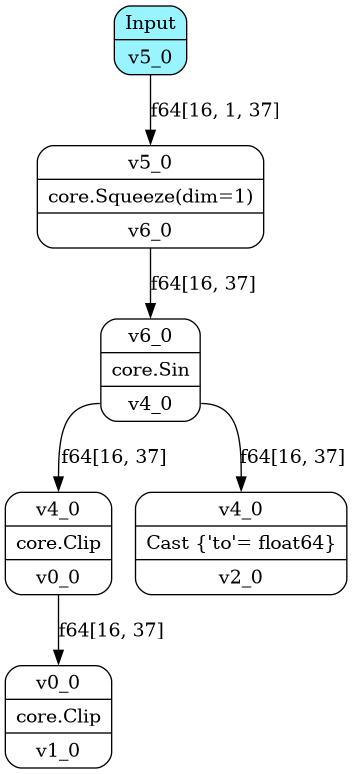 Input
v5_0
f64[16, 1, 37]
v5_0
core.Squeeze(dim=1)
v6_0
f64[16, 37]
v6_0
core.Sin
v4_0
f64[16, 37]
f64[16, 37]
v4_0
core.Clip
v0_0
v4_0
Cast {'to'= float64}
v2_0
f64[16, 37]
v0_0
core.Clip
v1_0